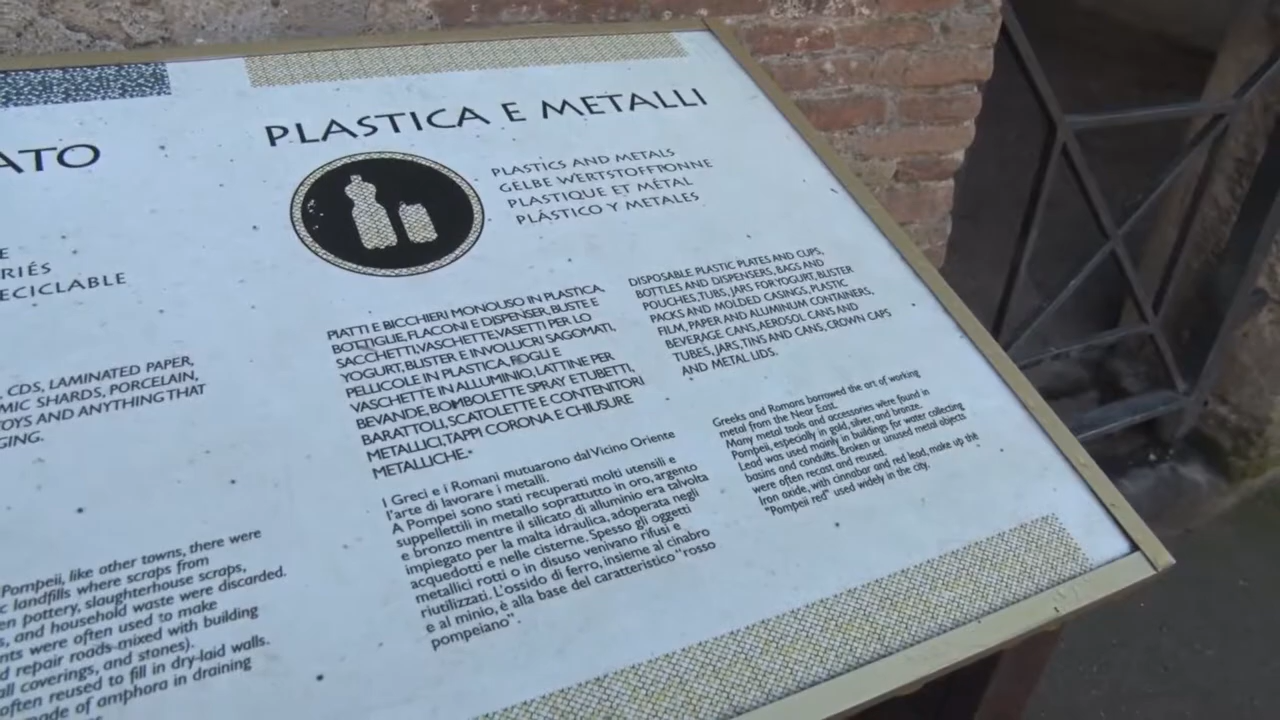 ATO
E
RIÉS
ECICLABLE
, CDS, LAMINATED PAPER,
MIC SHARDS, PORCELAIN,
OYS AND ANYTHING THAT
GING.
Pompeii, like other towns, there were
c landfills where scraps from
en pottery, slaughterhouse scraps,
s, and household waste were discarded.
nts were often used to make
d repair roads mixed with building
all coverings, and stones).
often reused to fill in dry-laid walls.
made of amphora in draining
PLASTICA E METALLI
PLASTICS AND METALS
GELBE WERTSTOFFTONNE
PLASTIQUE ET MÉTAL
PLÁSTICO Y METALES
PIATTI E BICCHIERI MONOUSO IN PLASTICA,
BOTTIGLIE, FLACONI E DISPENSER, BUSTE E
SACCHETTI, VASCHETTE, VASETTI PER LO
YOGURT, BLISTER E INVOLUCRI SAGOMATI,
PELLICOLE IN PLASTICA, FOGLI E
VASCHETTE IN ALLUMINIO, LATTINE PER
BEVANDE, BOMBOLETTE SPRAY E TUBETTI,
BARATTOLI, SCATOLETTE E CONTENITORI
METALLICI, TAPPI CORONA E CHIUSURE
METALLICHE.
I Greci e i Romani mutuarono dal Vicino Oriente
l'arte di lavorare i metalli.
A Pompei sono stati recuperati molti utensili e
suppellettili in metallo soprattutto in oro, argento
e bronzo mentre il silicato di alluminio era talvolta
impiegato per la malta idraulica, adoperata negli
acquedotti e nelle cisterne. Spesso gli oggetti
metallici rotti o in disuso venivano rifusi e
riutilizzati. L'ossido di ferro, insieme al cinabro
e al minio, è alla base del caratteristico "rosso
pompeiano".
DISPOSABLE PLASTIC PLATES AND CUPS,
BOTTLES AND DISPENSERS, BAGS AND
POUCHES, TUBS, JARS FOR YOGURT, BLISTER
PACKS AND MOLDED CASINGS, PLASTIC
FILM, PAPER AND ALUMINUM CONTAINERS,
BEVERAGE CANS, AEROSOL CANS AND
TUBES, JARS, TINS AND CANS, CROWN CAPS
AND METAL LIDS.
Greeks and Romans borrowed the art of working
metal from the Near East.
Many metal tools and accessories were found in
Pompeii, especially in gold, silver, and bronze.
Lead was used mainly in buildings for water collecting
basins and conduits. Broken or unused metal objects
were often recast and reused.
Iron oxide, with cinnabar and red lead, make up the
"Pompeii red" used widely in the city.